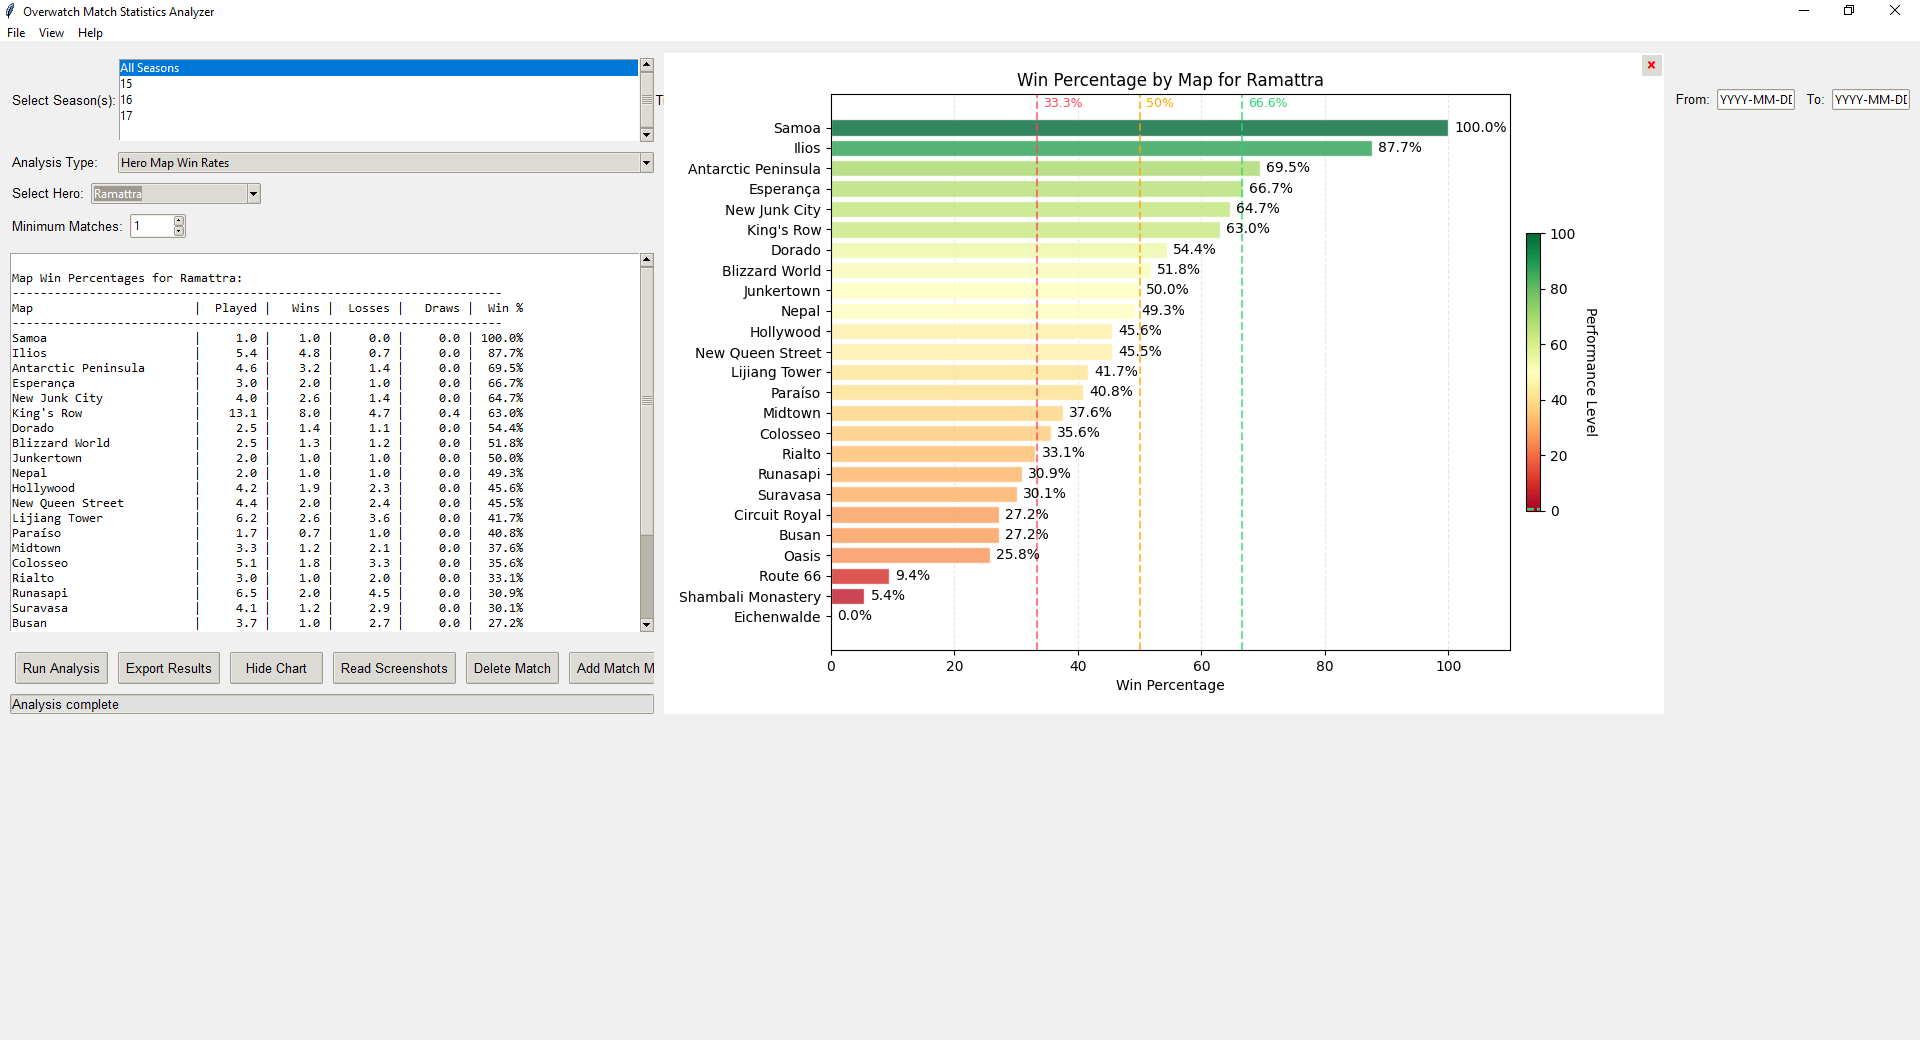 Overwatch Match Statistics Analyzer
File View Help
Select Season(s):
All Seasons
15
16
17
From: YYYY-MM-DD To: YYYY-MM-DD
Analysis Type: Hero Map Win Rates
Select Hero: Ramattra
Minimum Matches: 1
Map Win Percentages for Ramattra:
----------------------------------------------------------------------
Map | Played | Wins | Losses | Draws | Win %
----------------------------------------------------------------------
Samoa | 1.0 | 1.0 | 0.0 | 0.0 | 100.0%
Ilios | 5.4 | 4.8 | 0.7 | 0.0 | 87.7%
Antarctic Peninsula | 4.6 | 3.2 | 1.4 | 0.0 | 69.5%
Esperança | 3.0 | 2.0 | 1.0 | 0.0 | 66.7%
New Junk City | 4.0 | 2.6 | 1.4 | 0.0 | 64.7%
King's Row | 13.1 | 8.0 | 4.7 | 0.4 | 63.0%
Dorado | 2.5 | 1.4 | 1.1 | 0.0 | 54.4%
Blizzard World | 2.5 | 1.3 | 1.2 | 0.0 | 51.8%
Junkertown | 2.0 | 1.0 | 1.0 | 0.0 | 50.0%
Nepal | 2.0 | 1.0 | 1.0 | 0.0 | 49.3%
Hollywood | 4.2 | 1.9 | 2.3 | 0.0 | 45.6%
New Queen Street | 4.4 | 2.0 | 2.4 | 0.0 | 45.5%
Lijiang Tower | 6.2 | 2.6 | 3.6 | 0.0 | 41.7%
Paraíso | 1.7 | 0.7 | 1.0 | 0.0 | 40.8%
Midtown | 3.3 | 1.2 | 2.1 | 0.0 | 37.6%
Colosseo | 5.1 | 1.8 | 3.3 | 0.0 | 35.6%
Rialto | 3.0 | 1.0 | 2.0 | 0.0 | 33.1%
Runasapi | 6.5 | 2.0 | 4.5 | 0.0 | 30.9%
Suravasa | 4.1 | 1.2 | 2.9 | 0.0 | 30.1%
Busan | 3.7 | 1.0 | 2.7 | 0.0 | 27.2%
Run Analysis Export Results Hide Chart Read Screenshots Delete Match Add Match M
Analysis complete
Win Percentage by Map for Ramattra
33.3% 50% 66.6%
Samoa 100.0%
Ilios 87.7%
Antarctic Peninsula 69.5%
Esperança 66.7%
New Junk City 64.7%
King's Row 63.0%
Dorado 54.4%
Blizzard World 51.8%
Junkertown 50.0%
Nepal 49.3%
Hollywood 45.6%
New Queen Street 45.5%
Lijiang Tower 41.7%
Paraíso 40.8%
Midtown 37.6%
Colosseo 35.6%
Rialto 33.1%
Runasapi 30.9%
Suravasa 30.1%
Circuit Royal 27.2%
Busan 27.2%
Oasis 25.8%
Route 66 9.4%
Shambali Monastery 5.4%
Eichenwalde 0.0%
0 20 40 60 80 100
Win Percentage
100
80
60
40
20
0
Performance Level